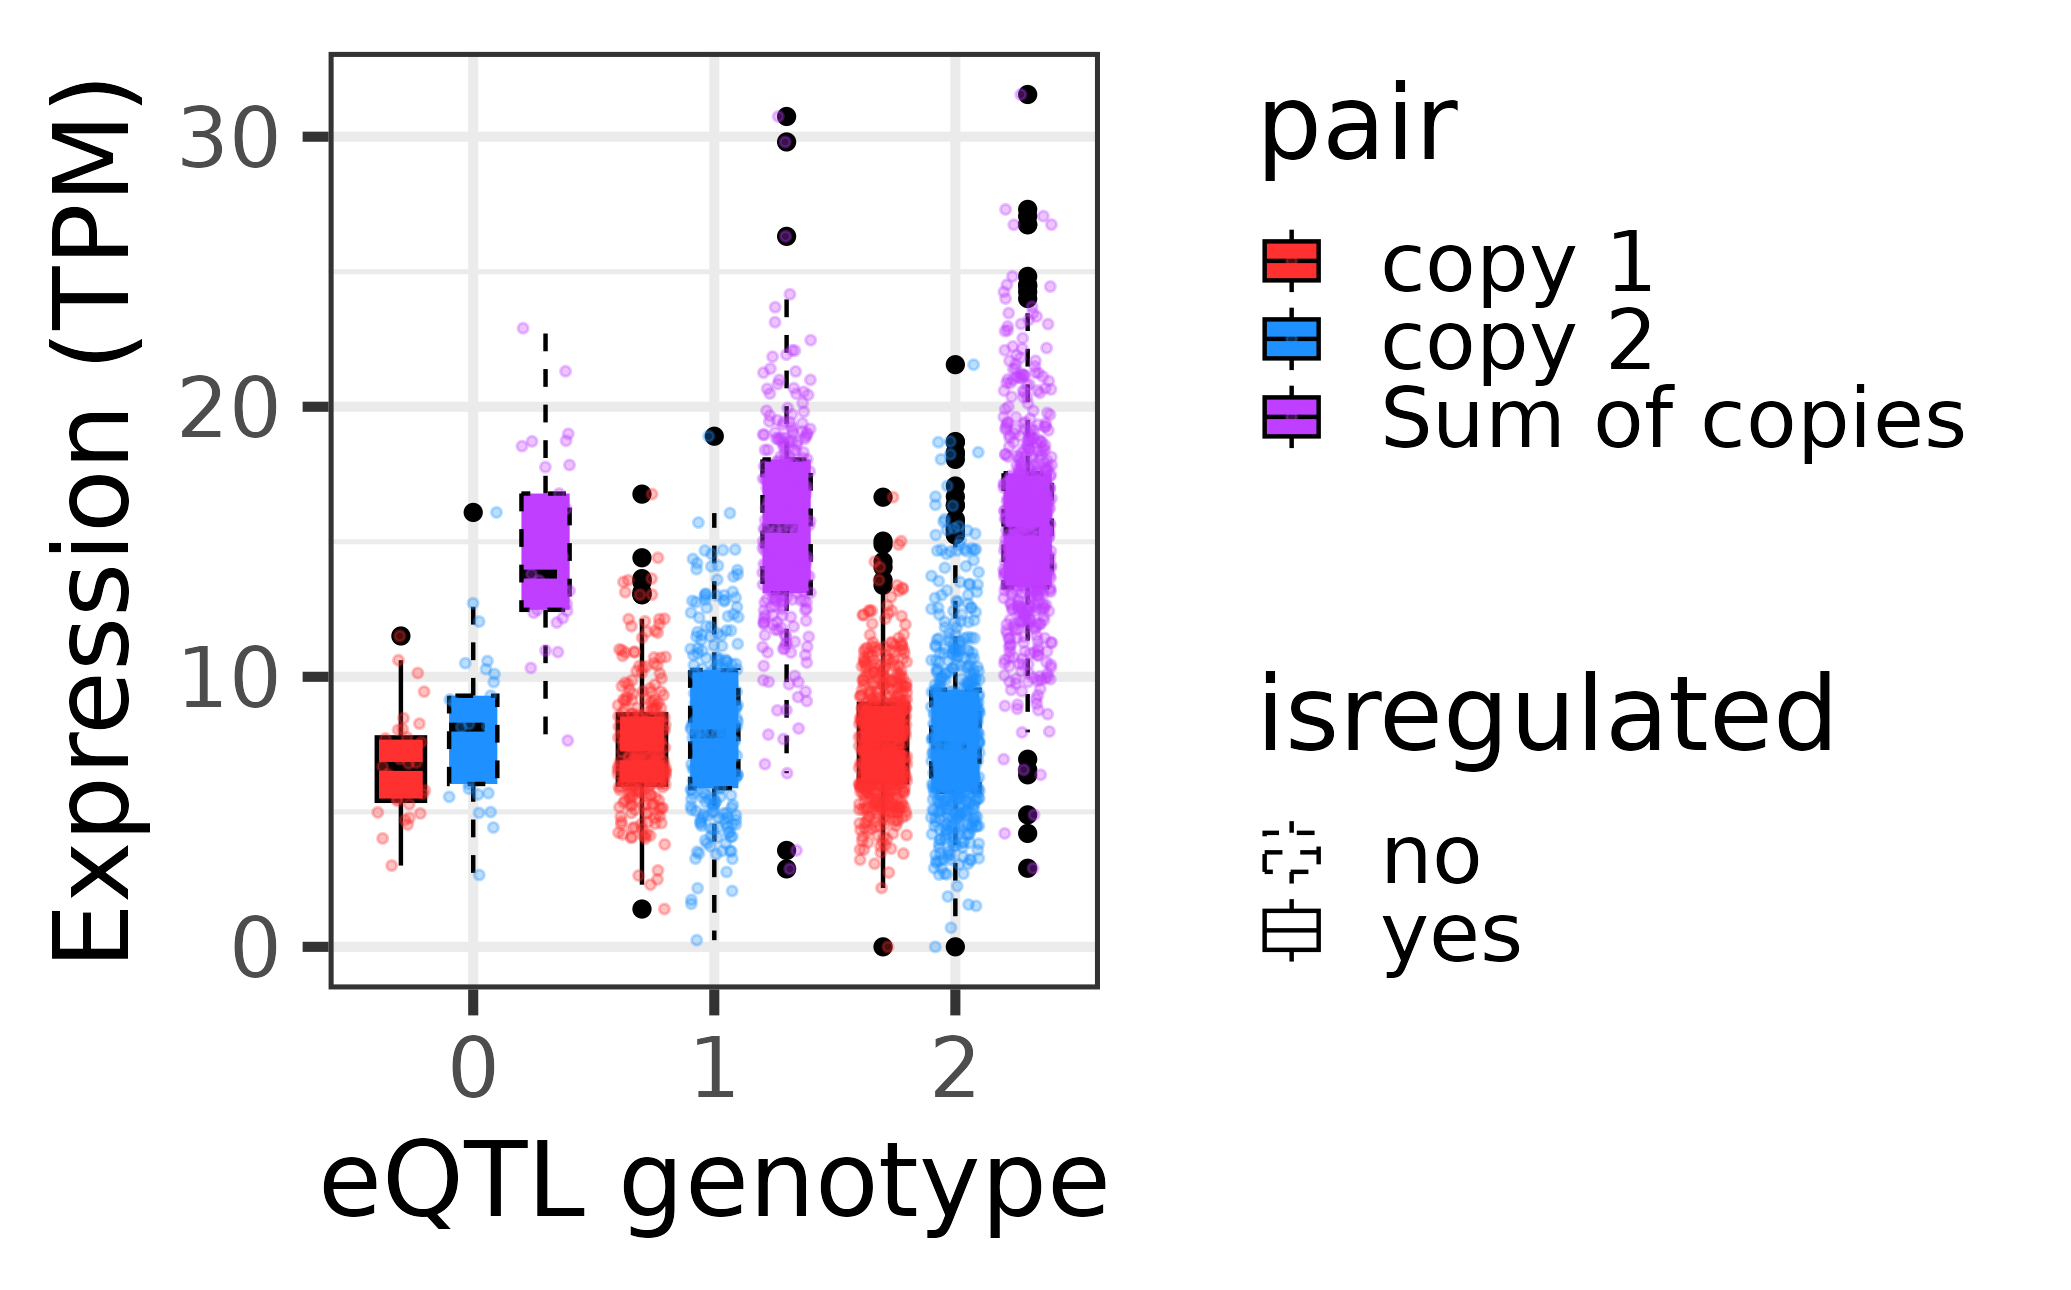 Expression (TPM)
30
20
10
0
0 1 2
eQTL genotype
pair
copy 1
copy 2
Sum of copies
isregulated
no
yes